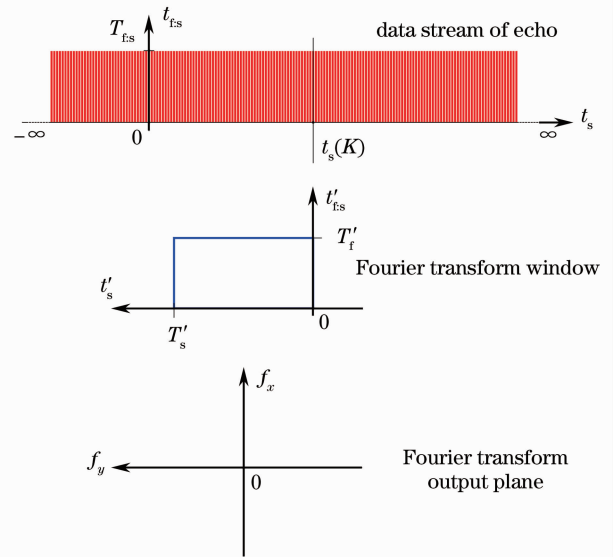 T_f:s
t_f:s
data stream of echo
−∞
0
t_s(K)
∞
t_s
t′_f:s
T′_f
Fourier transform window
t′_s
T′_s
0
f_x
f_y
0
Fourier transform
output plane